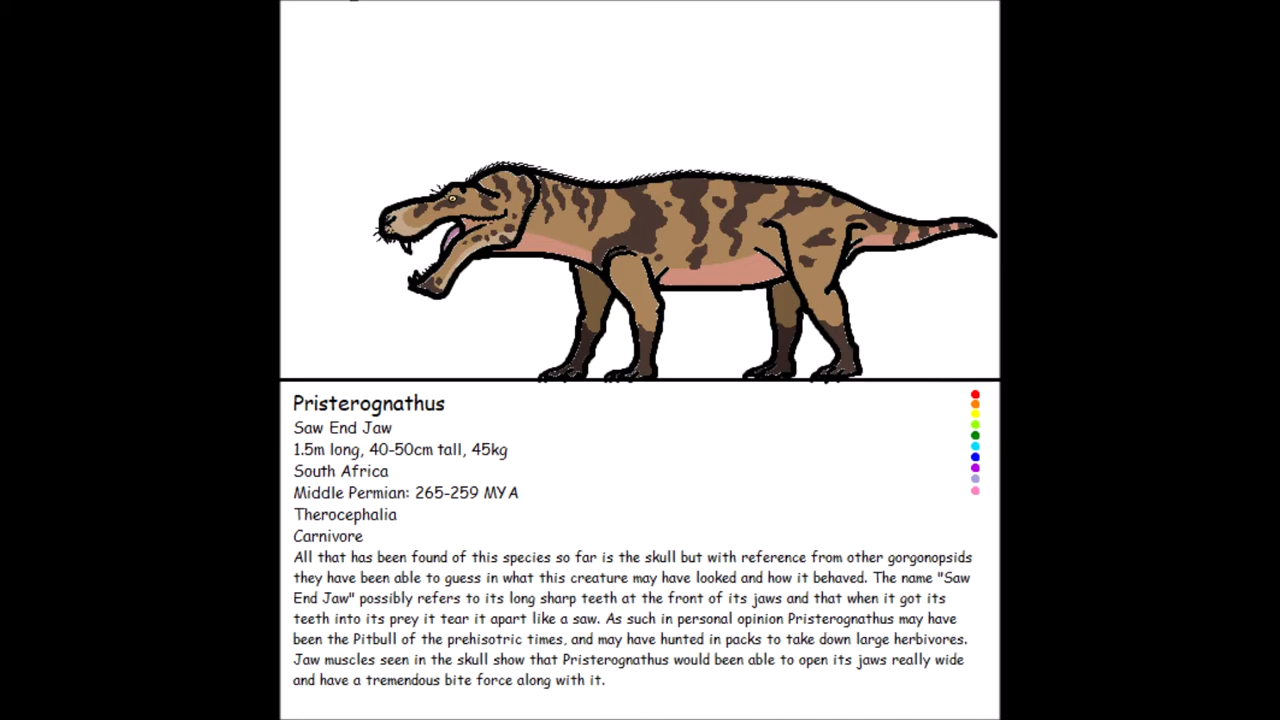 Pristerognathus
Saw End Jaw
1.5m long, 40-50cm tall, 45kg
South Africa
Middle Permian: 265-259 MYA
Therocephalia
Carnivore
All that has been found of this species so far is the skull but with reference from other gorgonopsids
they have been able to guess in what this creature may have looked and how it behaved. The name "Saw
End Jaw" possibly refers to its long sharp teeth at the front of its jaws and that when it got its
teeth into its prey it tear it apart like a saw. As such in personal opinion Pristerognathus may have
been the Pitbull of the prehisotric times, and may have hunted in packs to take down large herbivores.
Jaw muscles seen in the skull show that Pristerognathus would been able to open its jaws really wide
and have a tremendous bite force along with it.